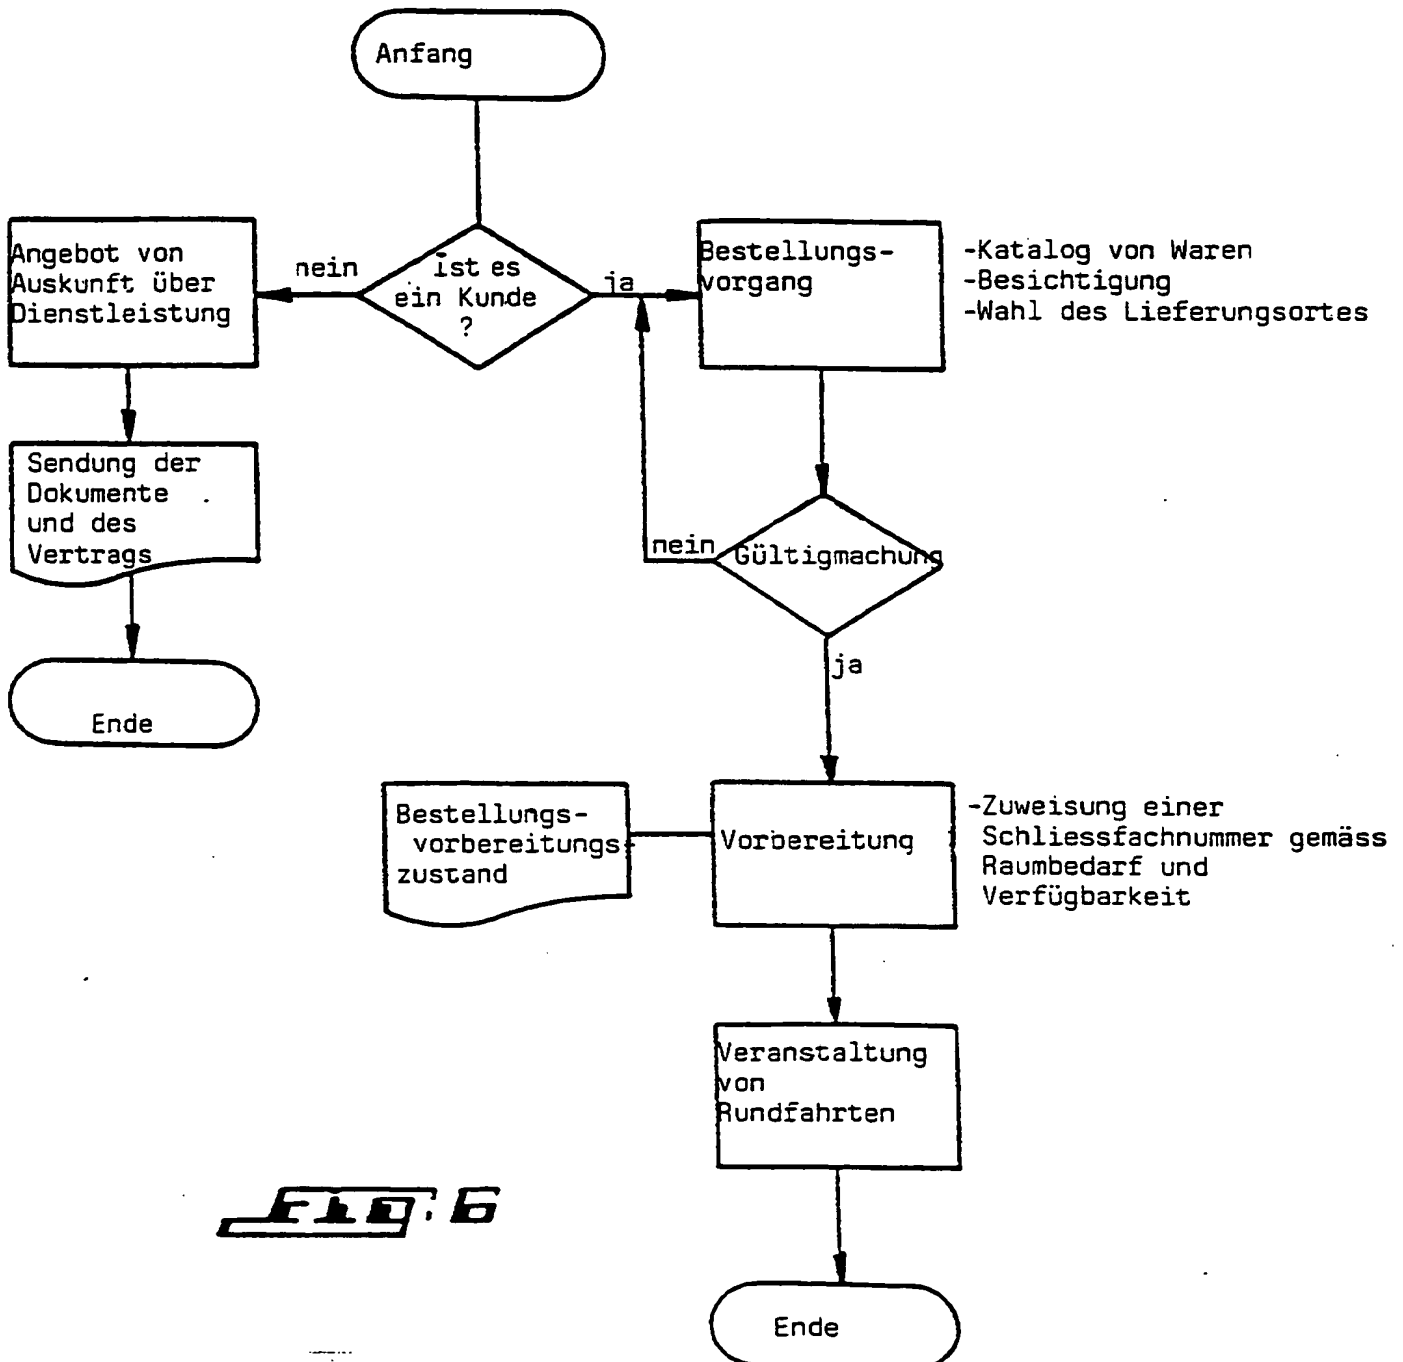 Anfang
Angebot von
Auskunft über
Dienstleistung
nein
ist es
ein Kunde
?
ja
Bestellungs-
vorgang
-Katalog von Waren
-Besichtigung
-Wahl des Lieferungsortes
Sendung der
Dokumente
und des
Vertrags
Ende
nein
Gültigmachung
ja
Bestellungs-
vorbereitungs-
zustand
Vorbereitung
-Zuweisung einer
Schliessfachnummer gemäss
Raumbedarf und
Verfügbarkeit
Veranstaltung
von
Rundfahrten
Ende
Fig. 6